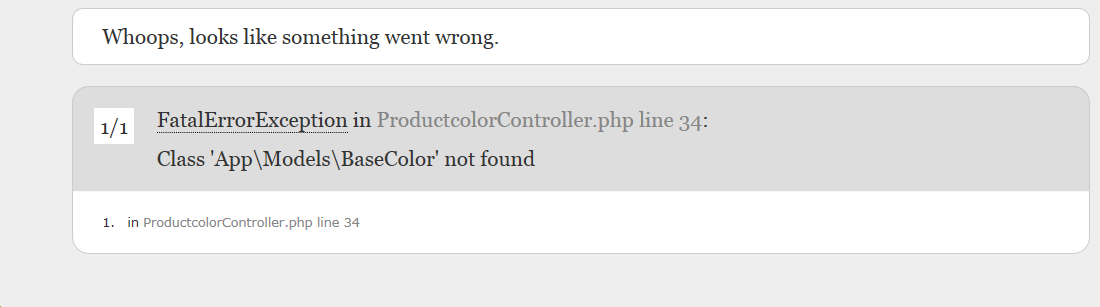 Whoops, looks like something went wrong.
1/1
FatalErrorException in ProductcolorController.php line 34:
Class 'App\Models\BaseColor' not found
1. in ProductcolorController.php line 34